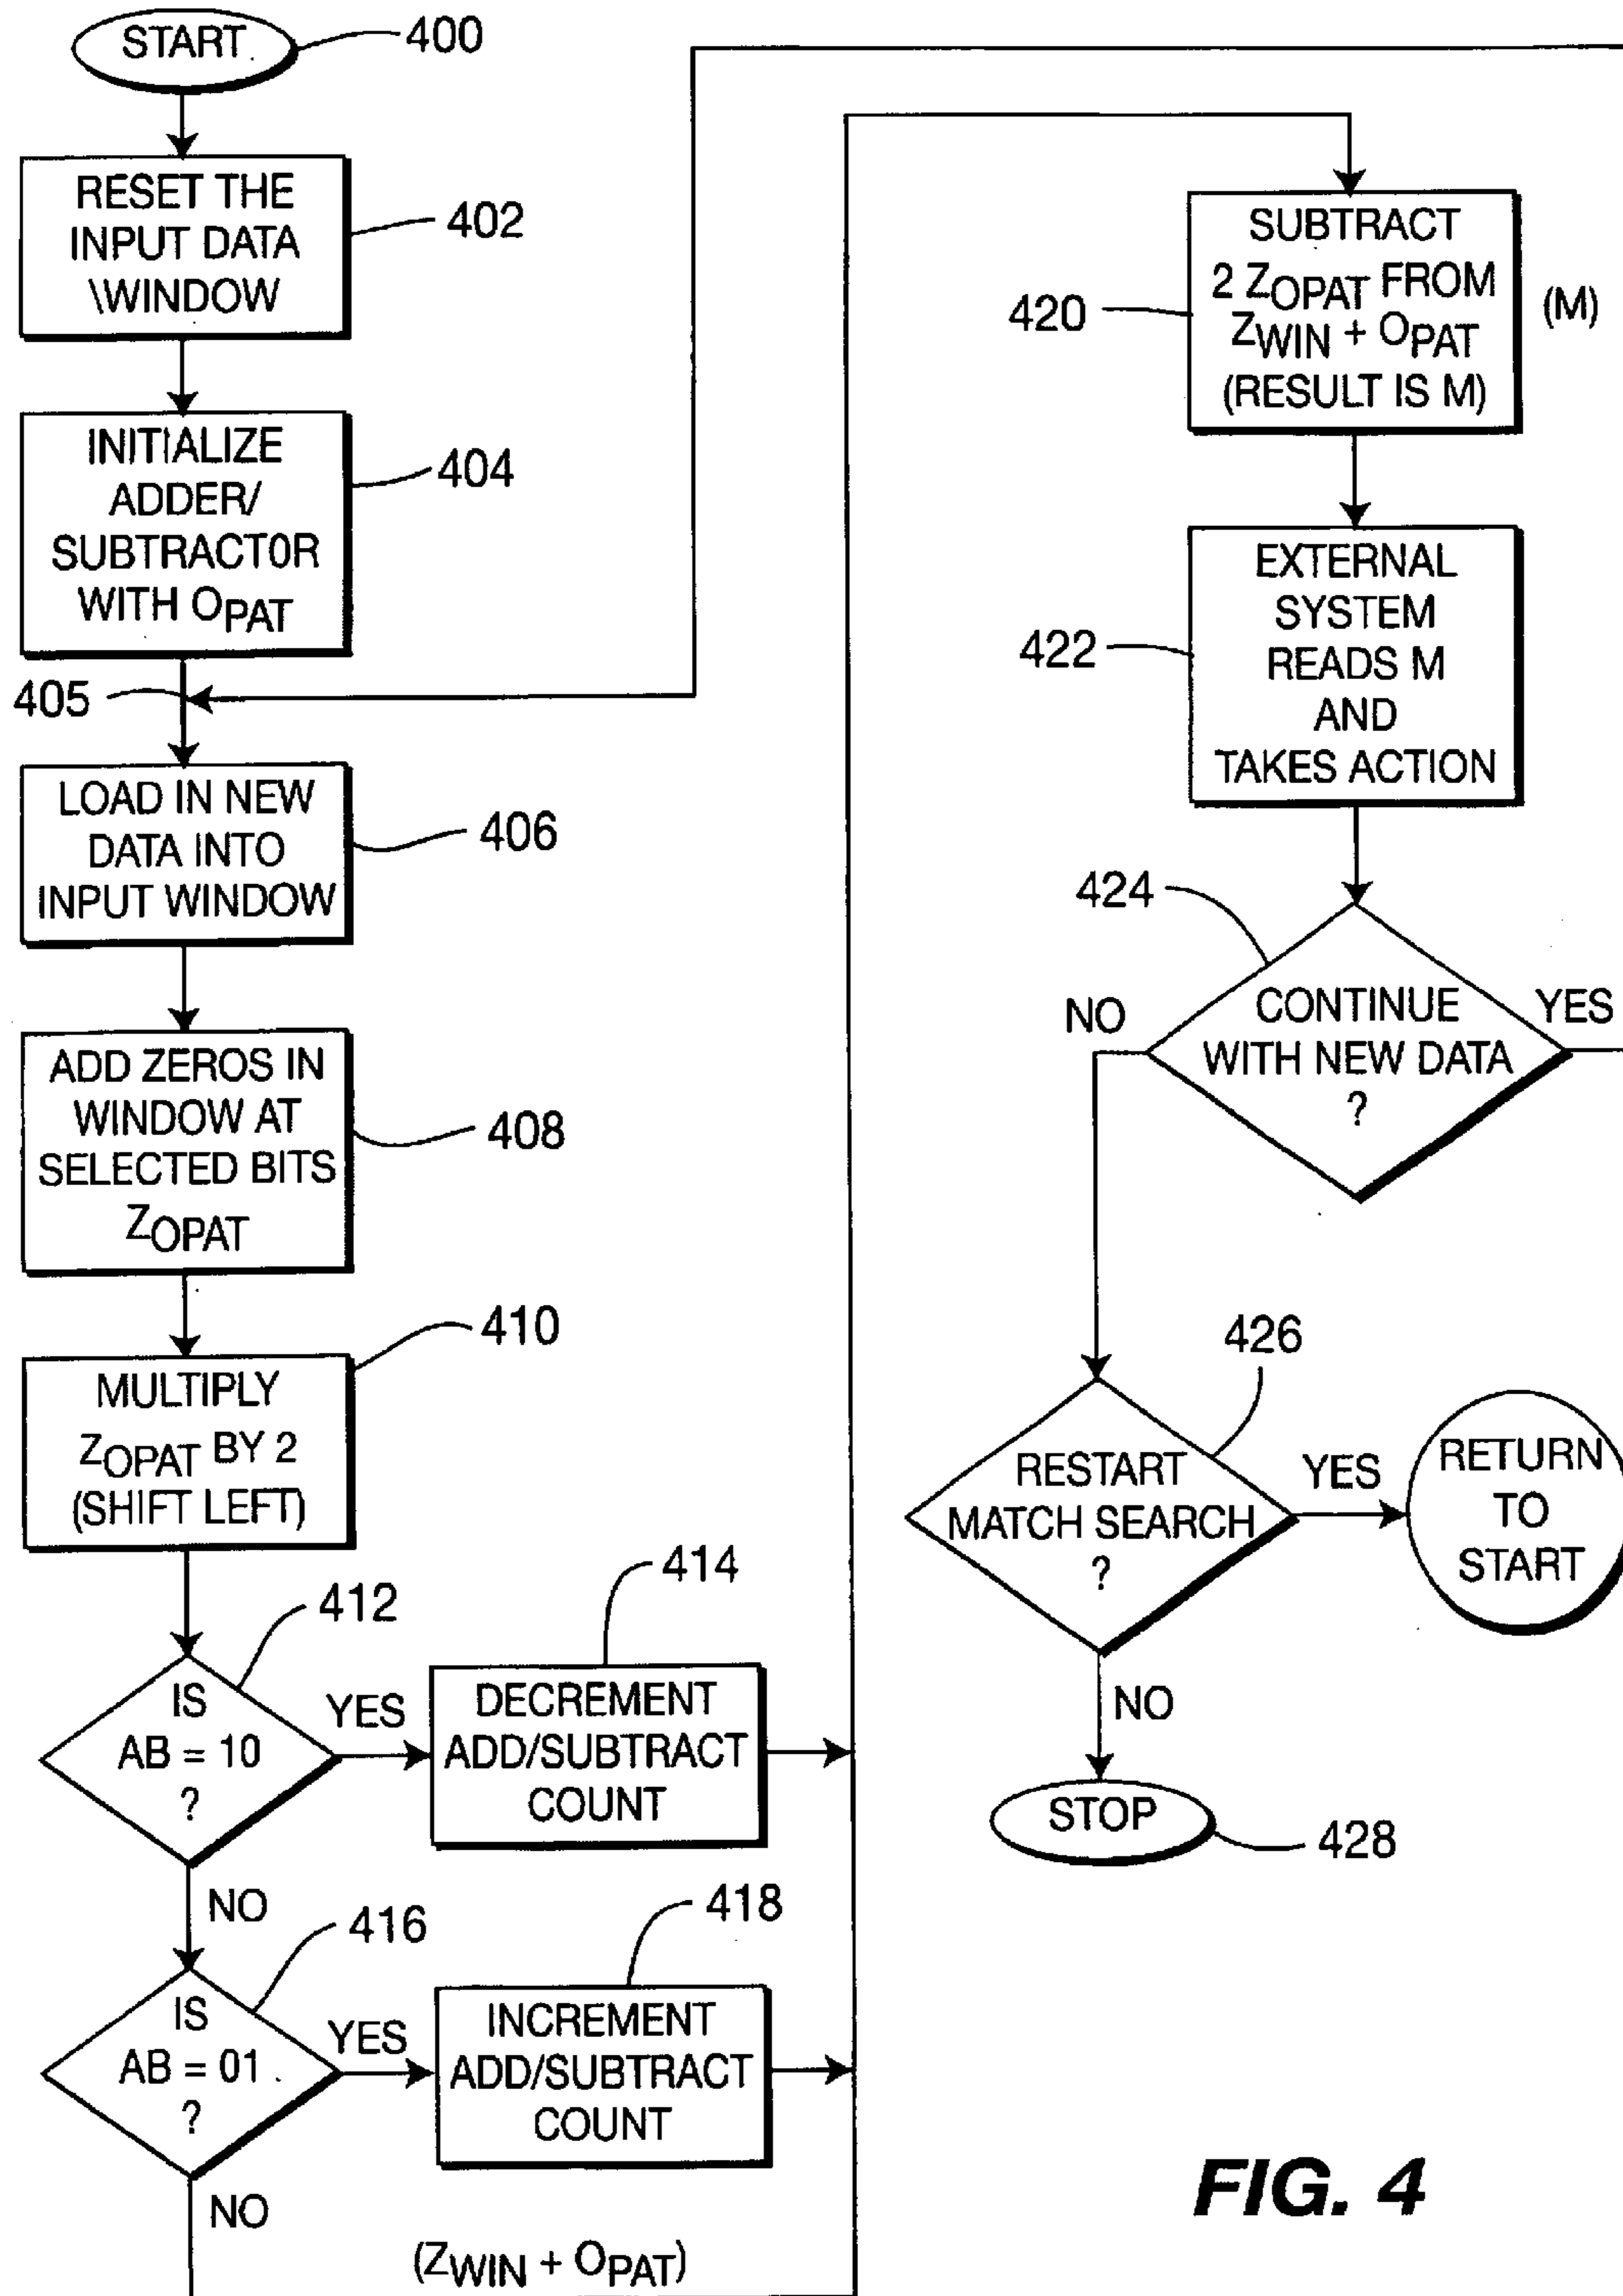 START
400
RESET THE
INPUT DATA
\WINDOW
402
INITIALIZE
ADDER/
SUBTRACTOR
WITH OPAT
404
405
LOAD IN NEW
DATA INTO
INPUT WINDOW
406
ADD ZEROS IN
WINDOW AT
SELECTED BITS
ZOPAT
408
MULTIPLY
ZOPAT BY 2
(SHIFT LEFT)
410
IS
AB = 10
?
412
YES
DECREMENT
ADD/SUBTRACT
COUNT
414
NO
IS
AB = 01
?
416
YES
INCREMENT
ADD/SUBTRACT
COUNT
418
NO
(ZWIN + OPAT)
SUBTRACT
2 ZOPAT FROM
ZWIN + OPAT
(RESULT IS M)
420
(M)
EXTERNAL
SYSTEM
READS M
AND
TAKES ACTION
422
CONTINUE
WITH NEW DATA
?
424
NO
YES
RESTART
MATCH SEARCH
?
426
YES
RETURN
TO
START
NO
STOP
428
FIG. 4